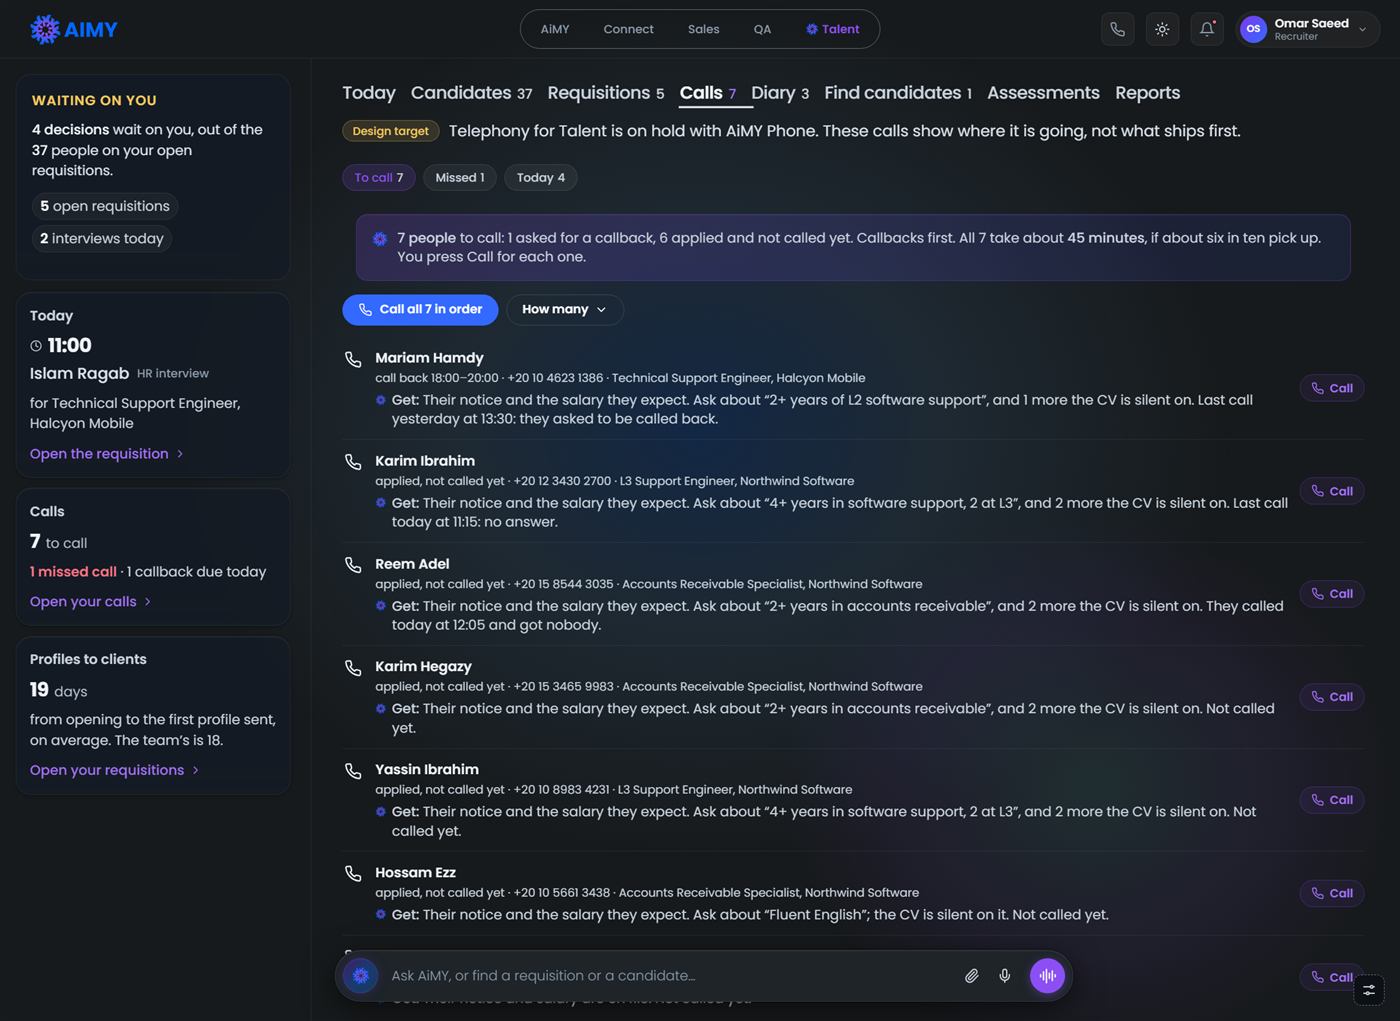 AiMY
AiMY Connect Sales QA Talent
OS Omar Saeed
Recruiter
WAITING ON YOU
4 decisions wait on you, out of the
37 people on your open
requisitions.
5 open requisitions
2 interviews today
Today
11:00
Islam Ragab HR interview
for Technical Support Engineer,
Halcyon Mobile
Open the requisition
Calls
7 to call
1 missed call · 1 callback due today
Open your calls
Profiles to clients
19 days
from opening to the first profile sent,
on average. The team’s is 18.
Open your requisitions
Today Candidates 37 Requisitions 5 Calls 7 Diary 3 Find candidates 1 Assessments Reports
Design target Telephony for Talent is on hold with AiMY Phone. These calls show where it is going, not what ships first.
To call 7 Missed 1 Today 4
7 people to call: 1 asked for a callback, 6 applied and not called yet. Callbacks first. All 7 take about 45 minutes, if about six in ten pick up.
You press Call for each one.
Call all 7 in order How many
Mariam Hamdy
call back 18:00–20:00 · +20 10 4623 1386 · Technical Support Engineer, Halcyon Mobile
Get: Their notice and the salary they expect. Ask about “2+ years of L2 software support”, and 1 more the CV is silent on. Last call
yesterday at 13:30: they asked to be called back.
Call
Karim Ibrahim
applied, not called yet · +20 12 3430 2700 · L3 Support Engineer, Northwind Software
Get: Their notice and the salary they expect. Ask about “4+ years in software support, 2 at L3”, and 2 more the CV is silent on. Last call
today at 11:15: no answer.
Call
Reem Adel
applied, not called yet · +20 15 8544 3035 · Accounts Receivable Specialist, Northwind Software
Get: Their notice and the salary they expect. Ask about “2+ years in accounts receivable”, and 2 more the CV is silent on. They called
today at 12:05 and got nobody.
Call
Karim Hegazy
applied, not called yet · +20 15 3465 9983 · Accounts Receivable Specialist, Northwind Software
Get: Their notice and the salary they expect. Ask about “2+ years in accounts receivable”, and 2 more the CV is silent on. Not called
yet.
Call
Yassin Ibrahim
applied, not called yet · +20 10 8983 4231 · L3 Support Engineer, Northwind Software
Get: Their notice and the salary they expect. Ask about “4+ years in software support, 2 at L3”, and 2 more the CV is silent on. Not
called yet.
Call
Hossam Ezz
applied, not called yet · +20 10 5661 3438 · Accounts Receivable Specialist, Northwind Software
Get: Their notice and the salary they expect. Ask about “Fluent English”; the CV is silent on it. Not called yet.
Call
Ask AiMY, or find a requisition or a candidate...
Call